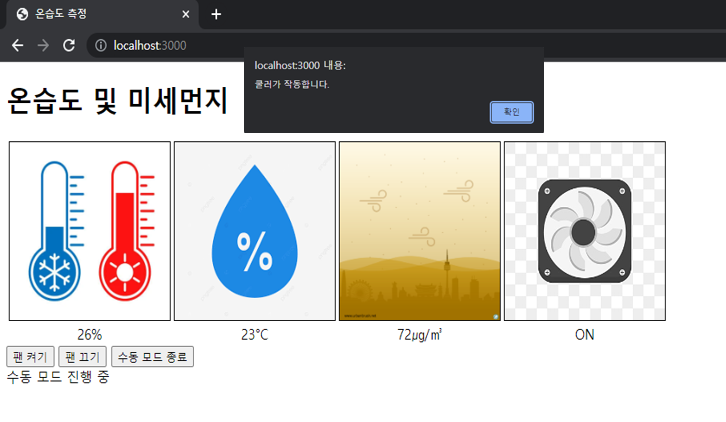 온습도 측정
localhost:3000
localhost:3000 내용:
쿨러가 작동합니다.
확인
온습도 및 미세먼지
%
26%
23°C
72㎍/㎥
ON
팬 켜기
팬 끄기
수동 모드 종료
수동 모드 진행 중